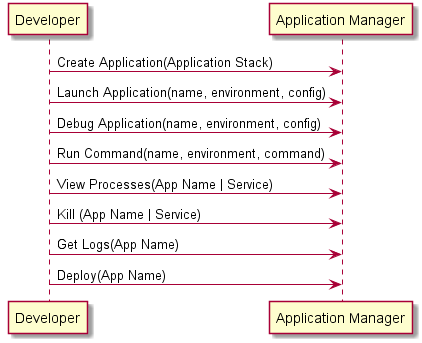 Developer
Application Manager
Create Application(Application Stack)
Launch Application(name, environment, config)
Debug Application(name, environment, config)
Run Command(name, environment, command)
View Processes(App Name | Service)
Kill (App Name | Service)
Get Logs(App Name)
Deploy(App Name)
Developer
Application Manager